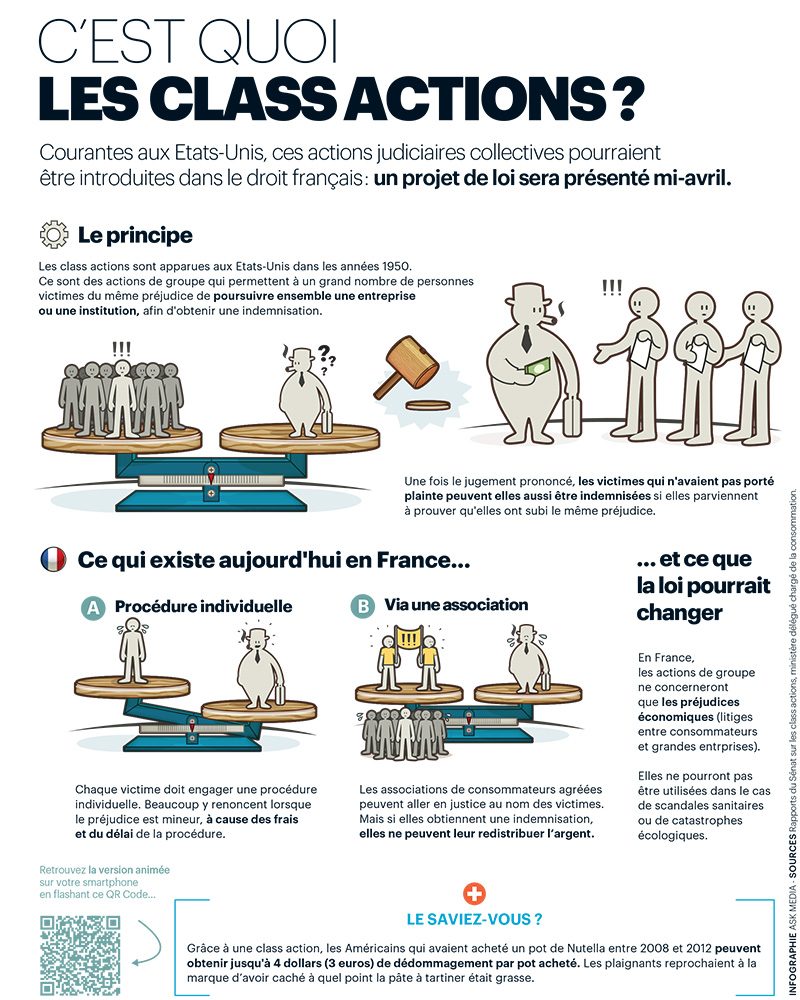 C'EST QUOI
LES CLASS ACTIONS ?
Courantes aux Etats-Unis, ces actions judiciaires collectives pourraient
être introduites dans le droit français : un projet de loi sera présenté mi-avril.
Le principe
Les class actions sont apparues aux Etats-Unis dans les années 1950.
Ce sont des actions de groupe qui permettent à un grand nombre de personnes
victimes du même préjudice de poursuivre ensemble une entreprise
ou une institution, afin d'obtenir une indemnisation.
!!!
???
!!!
Une fois le jugement prononcé, les victimes qui n'avaient pas porté
plainte peuvent elles aussi être indemnisées si elles parviennent
à prouver qu'elles ont subi le même préjudice.
Ce qui existe aujourd'hui en France...
A Procédure individuelle
Chaque victime doit engager une procédure
individuelle. Beaucoup y renoncent lorsque
le préjudice est mineur, à cause des frais
et du délai de la procédure.
B Via une association
!!!
Les associations de consommateurs agréées
peuvent aller en justice au nom des victimes.
Mais si elles obtiennent une indemnisation,
elles ne peuvent leur redistribuer l'argent.
... et ce que
la loi pourrait
changer
En France,
les actions de groupe
ne concerneront
que les préjudices
économiques (litiges
entre consommateurs
et grandes entrprises).
Elles ne pourront pas
être utilisées dans le cas
de scandales sanitaires
ou de catastrophes
écologiques.
Retrouvez la version animée
sur votre smartphone
en flashant ce QR Code...
LE SAVIEZ-VOUS ?
Grâce à une class action, les Américains qui avaient acheté un pot de Nutella entre 2008 et 2012 peuvent
obtenir jusqu'à 4 dollars (3 euros) de dédommagement par pot acheté. Les plaignants reprochaient à la
marque d'avoir caché à quel point la pâte à tartiner était grasse.
INFOGRAPHIE ASK MEDIA - SOURCES Rapports du Sénat sur les class actions, ministère délégué chargé de la consommation.